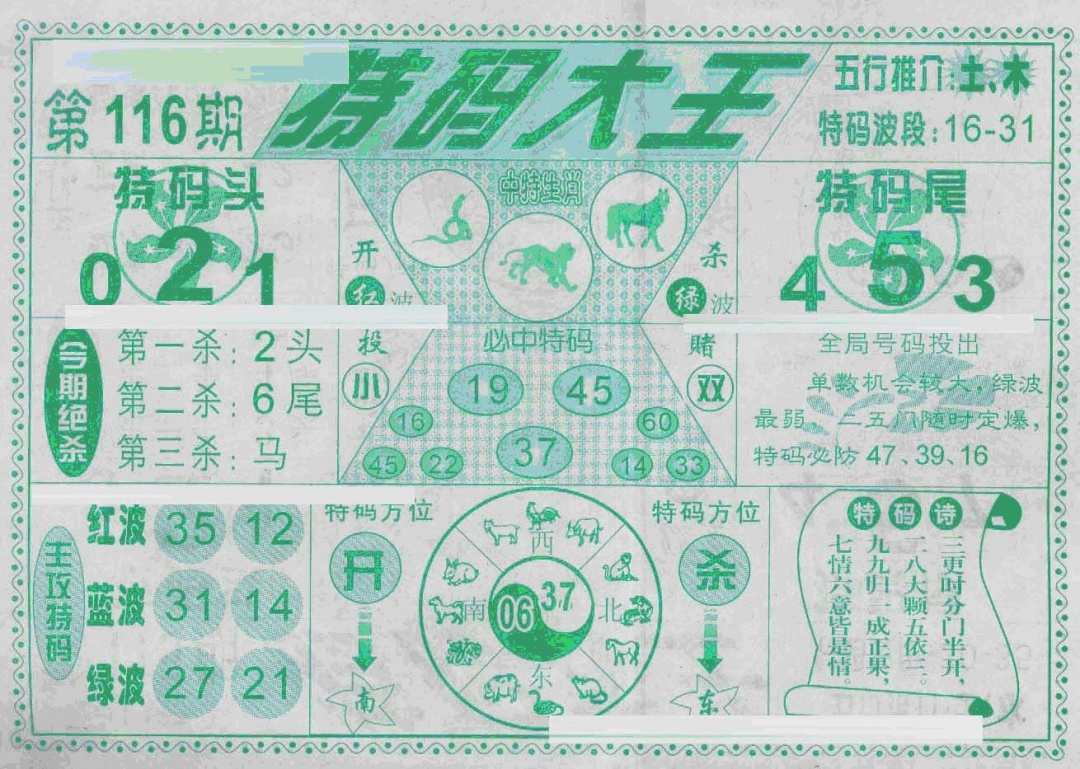 第116期
特码大王
五行推介:土、木
特码波段:16-31
特码头
0 2 1
中特生肖
开
红波
杀
绿波
特码尾
4 5 3
今期绝杀
第一杀:2头
第二杀:6尾
第三杀:马
投
小
必中特码
19 45
16 60
37
45 22 14 33
赌
双
全局号码投出
单数机会较大,绿波
最弱 二五八随时定爆,
特码必防47、39、16
主攻特码
红波 35 12
蓝波 31 14
绿波 27 21
特码方位
开
南
西
南
北
东
06 37
特码方位
杀
东
特码诗
三更时分门半开,
二八大颗五依三。
九九归一成正果,
七情六意皆是情。